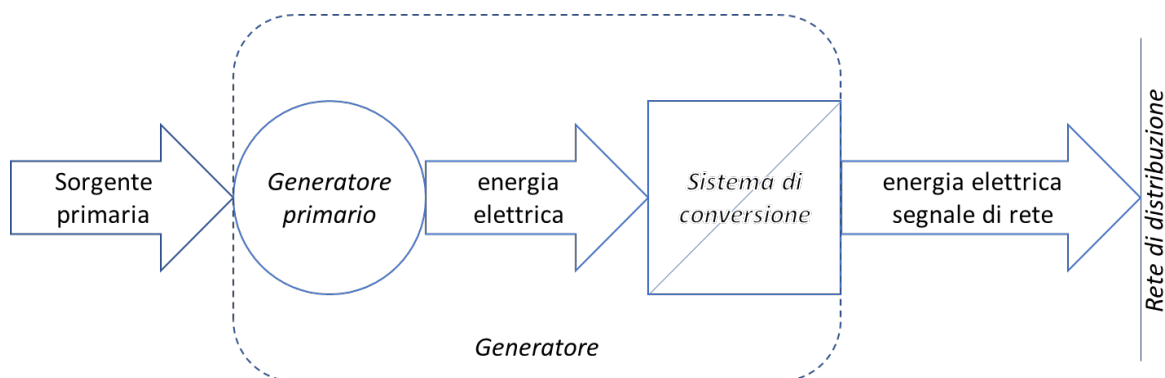 Sorgente
primaria
Generatore
primario
energia
elettrica
Sistema di
conversione
energia elettrica
segnale di rete
Rete di distribuzione
Generatore